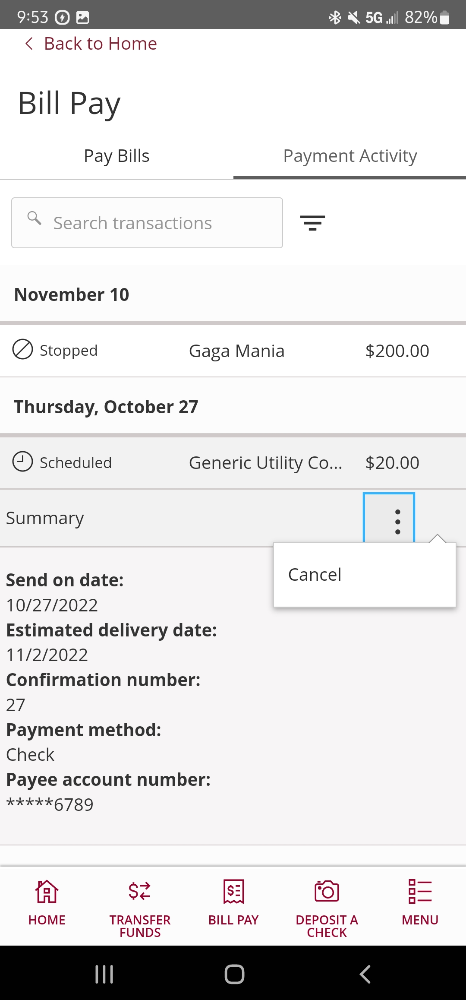 9:53 5G 82%
Back to Home
Bill Pay
Pay Bills Payment Activity
Search transactions
November 10
Stopped Gaga Mania $200.00
Thursday, October 27
Scheduled Generic Utility Co... $20.00
Summary
Cancel
Send on date:
10/27/2022
Estimated delivery date:
11/2/2022
Confirmation number:
27
Payment method:
Check
Payee account number:
*****6789
HOME TRANSFER FUNDS BILL PAY DEPOSIT A CHECK MENU